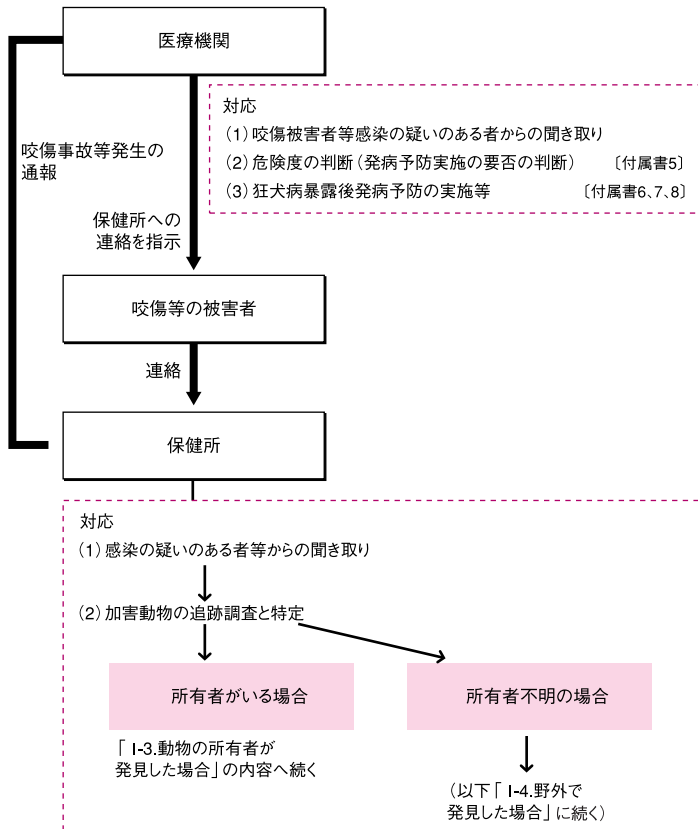 医療機関
対応
(1)咬傷被害者等感染の疑いのある者からの聞き取り
(2)危険度の判断(発病予防実施の要否の判断) 〔付属書5〕
(3)狂犬病暴露後発病予防の実施等 〔付属書6、7、8〕
咬傷事故等発生の
通報
保健所への
連絡を指示
咬傷等の被害者
連絡
保健所
対応
(1)感染の疑いのある者等からの聞き取り
(2)加害動物の追跡調査と特定
所有者がいる場合
所有者不明の場合
「I-3.動物の所有者が
発見した場合」の内容へ続く
(以下「I-4.野外で
発見した場合」に続く)